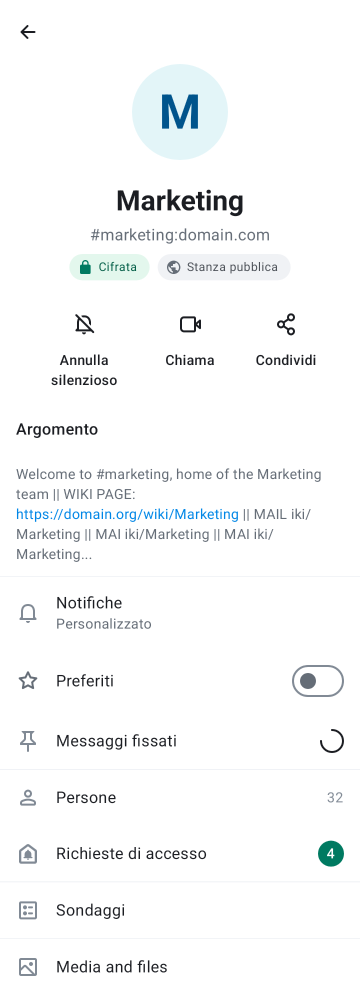 M
Marketing
#marketing:domain.com
Cifrata
Stanza pubblica
Annulla
silenzioso
Chiama
Condividi
Argomento
Welcome to #marketing, home of the Marketing
team || WIKI PAGE:
https://domain.org/wiki/Marketing || MAIL iki/
Marketing || MAI iki/Marketing || MAI iki/
Marketing...
Notifiche
Personalizzato
Preferiti
Messaggi fissati
Persone 32
Richieste di accesso 4
Sondaggi
Media and files